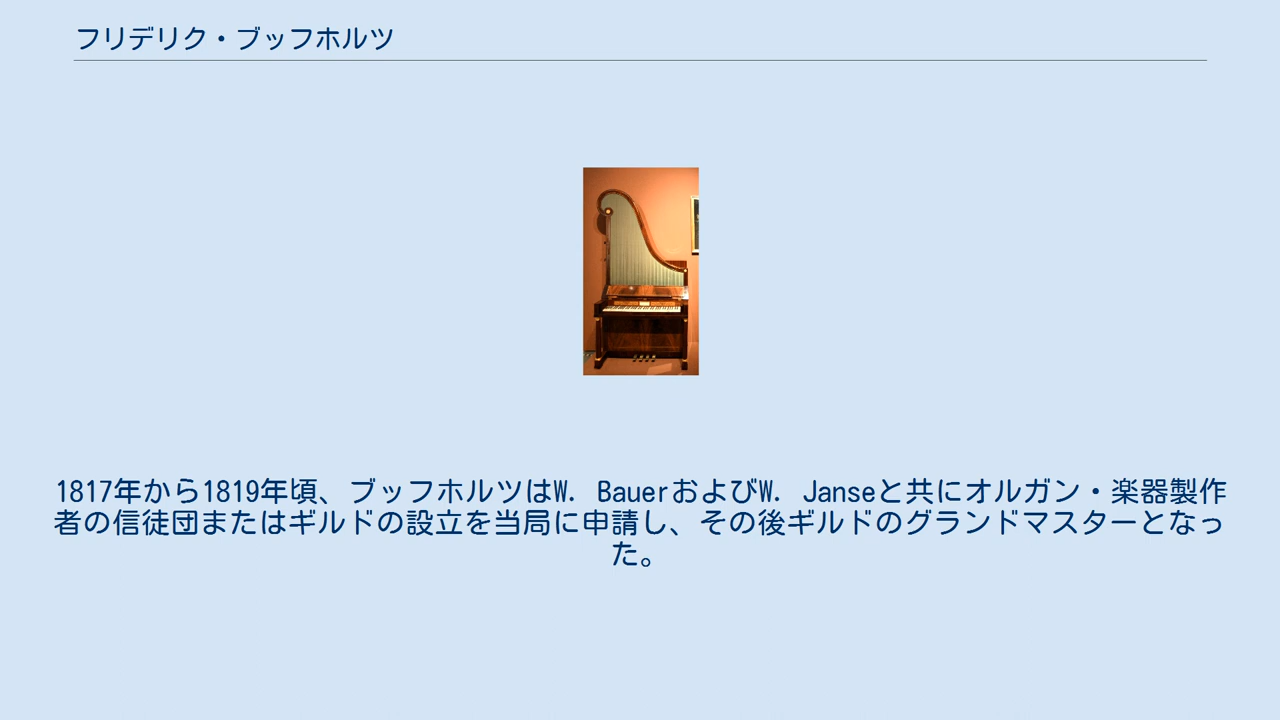 フリデリク・ブッフホルツ
1817年から1819年頃、ブッフホルツはW. BauerおよびW. Janseと共にオルガン・楽器製作
者の信徒団またはギルドの設立を当局に申請し、その後ギルドのグランドマスターとなっ
た。